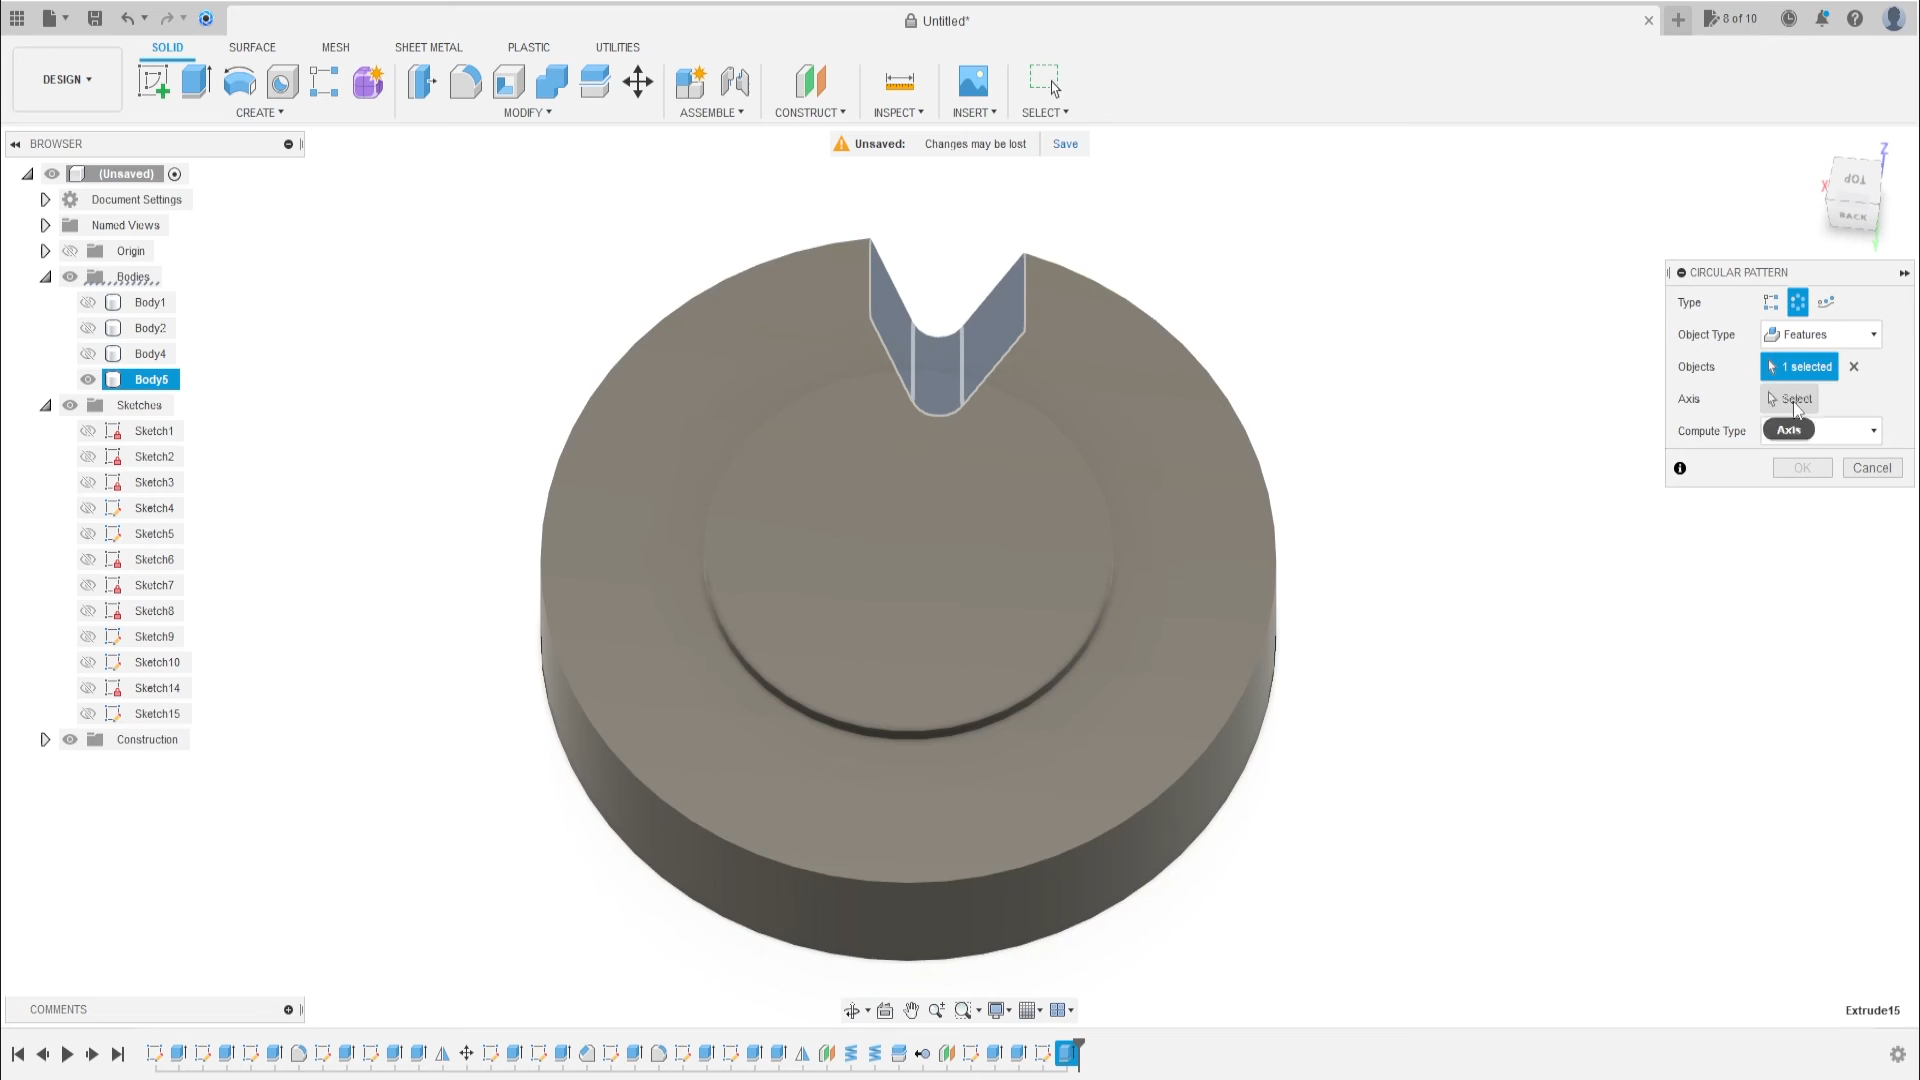 Untitled*
8 of 10
DESIGN
SOLID
SURFACE
MESH
SHEET METAL
PLASTIC
UTILITIES
CREATE
MODIFY
ASSEMBLE
CONSTRUCT
INSPECT
INSERT
SELECT
BROWSER
Unsaved: Changes may be lost Save
(Unsaved)
Document Settings
Named Views
Origin
Bodies
Body1
Body2
Body4
Body5
Sketches
Sketch1
Sketch2
Sketch3
Sketch4
Sketch5
Sketch6
Sketch7
Sketch8
Sketch9
Sketch10
Sketch14
Sketch15
Construction
Z
X
TOP
BACK
Y
CIRCULAR PATTERN
Type
Object Type Features
Objects 1 selected
Axis Select
Compute Type Axis
OK Cancel
COMMENTS
Extrude15